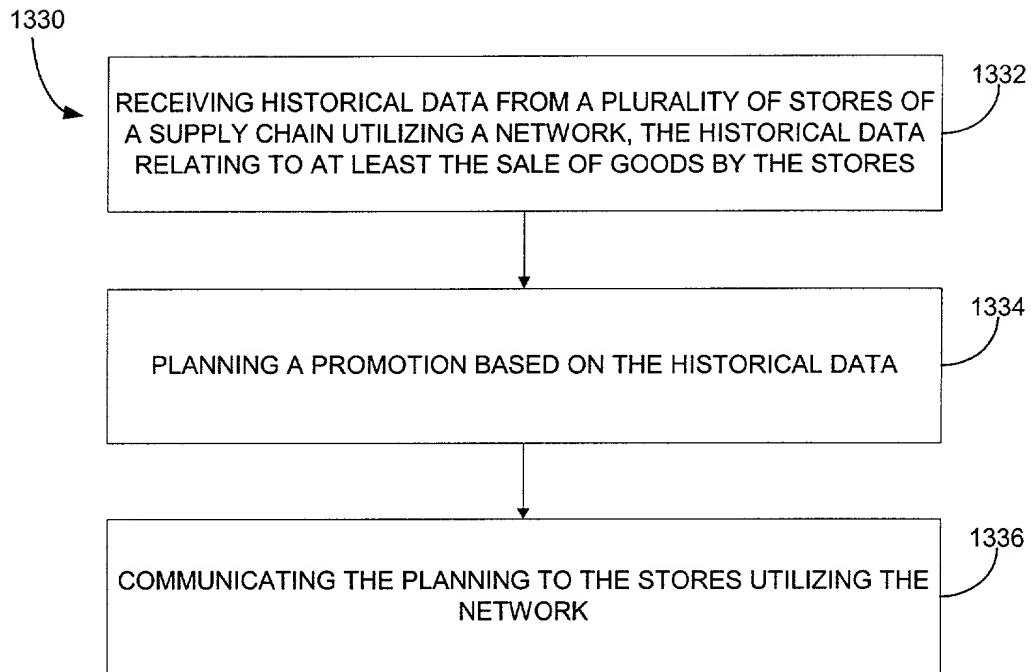 1330
1332
RECEIVING HISTORICAL DATA FROM A PLURALITY OF STORES OF
A SUPPLY CHAIN UTILIZING A NETWORK, THE HISTORICAL DATA
RELATING TO AT LEAST THE SALE OF GOODS BY THE STORES
1334
PLANNING A PROMOTION BASED ON THE HISTORICAL DATA
1336
COMMUNICATING THE PLANNING TO THE STORES UTILIZING THE
NETWORK